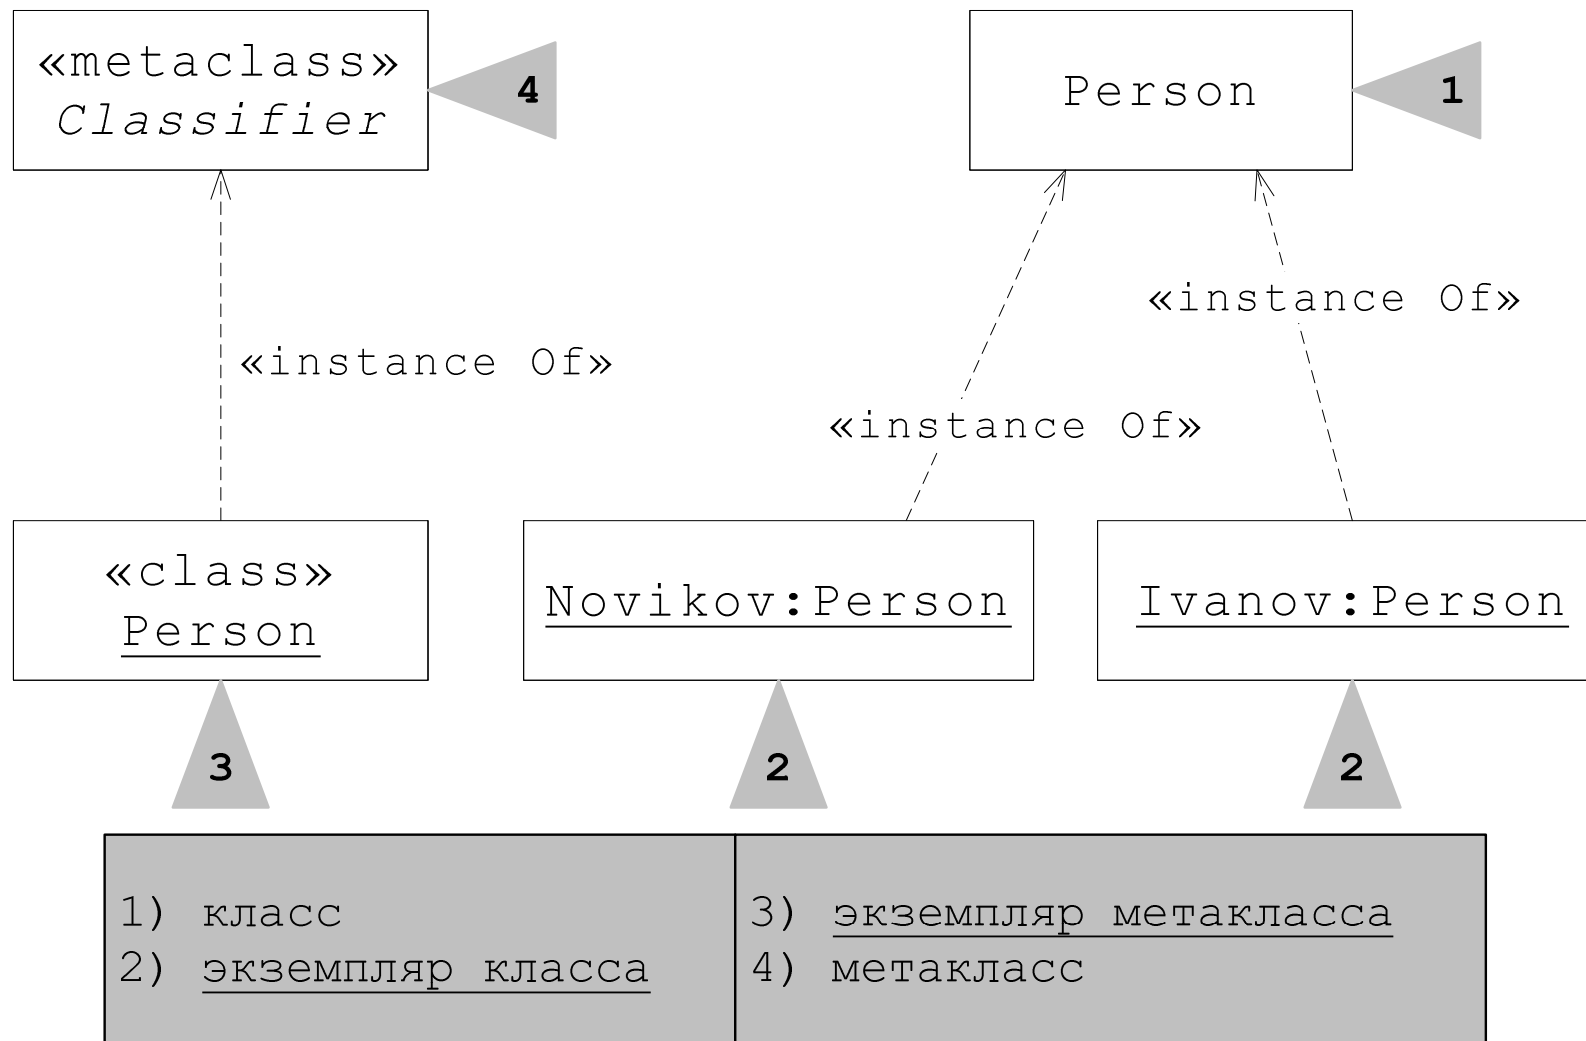 «metaclass»
Classifier
4
Person
1
«instance Of»
«instance Of»
«instance Of»
«class»
Person
Novikov:Person
Ivanov:Person
3
2
2
1) класс
2) экземпляр класса
3) экземпляр метакласса
4) метакласс